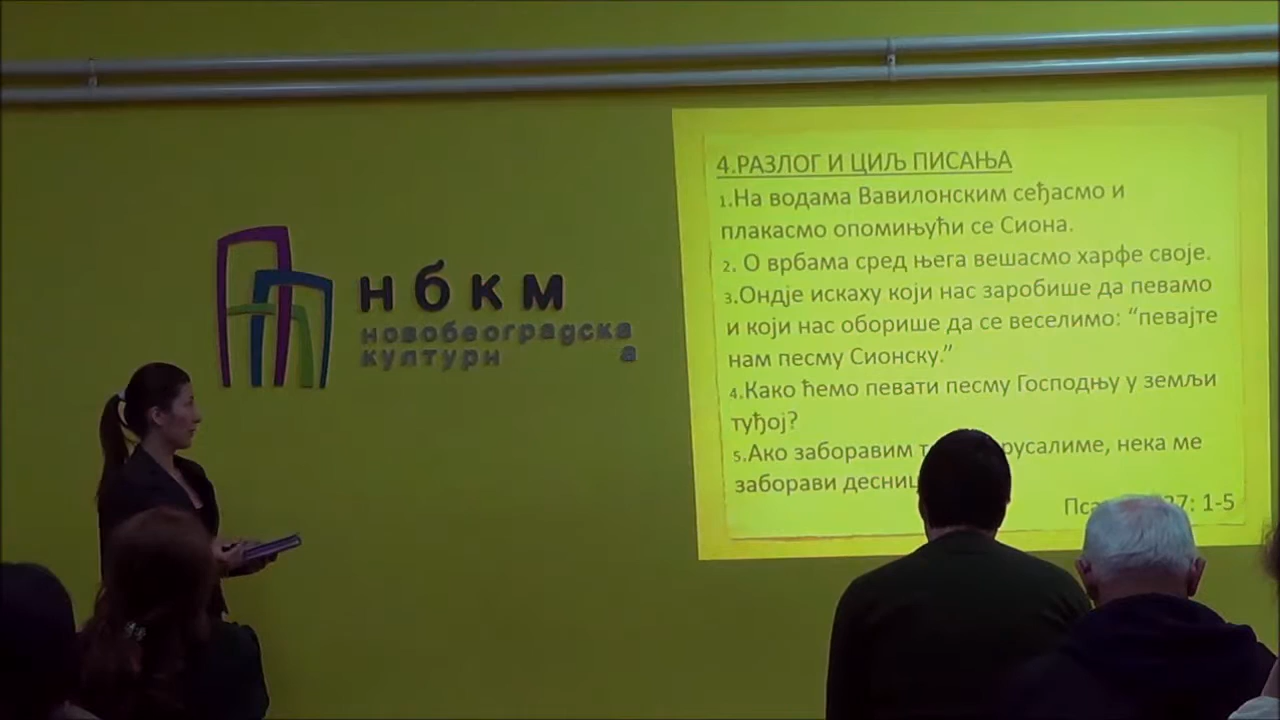 нбкм
новобеоградска
културн а
4.РАЗЛОГ И ЦИЉ ПИСАЊА
1.На водама Вавилонским сеђасмо и
плакасмо опомињући се Сиона.
2. О врбама сред њега вешасмо харфе своје.
3.Ондје искаху који нас заробише да певамо
и који нас оборише да се веселимо: “певајте
нам песму Сионску.”
4.Како ћемо певати песму Господњу у земљи
туђој?
5.Ако заборавим нека ме
заборави
1-5